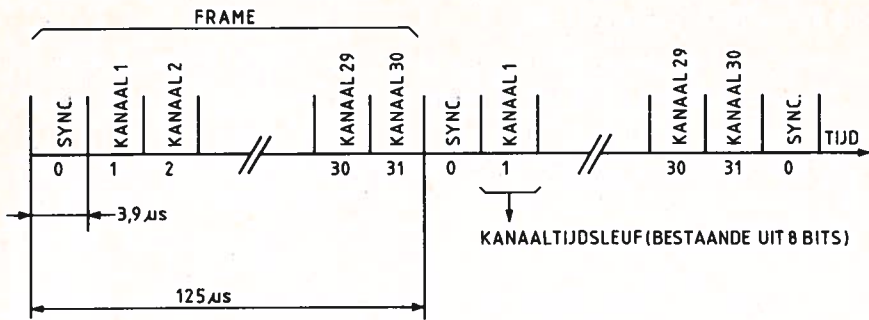 FRAME
SYNC. KANAAL 1 KANAAL 2 KANAAL 29 KANAAL 30 SYNC. KANAAL 1 KANAAL 29 KANAAL 30 SYNC. TIJD
0 1 2 30 31 0 1 30 31 0
3,9 µs
KANAALTIJDSLEUF (BESTAANDE UIT 8 BITS)
125 µs